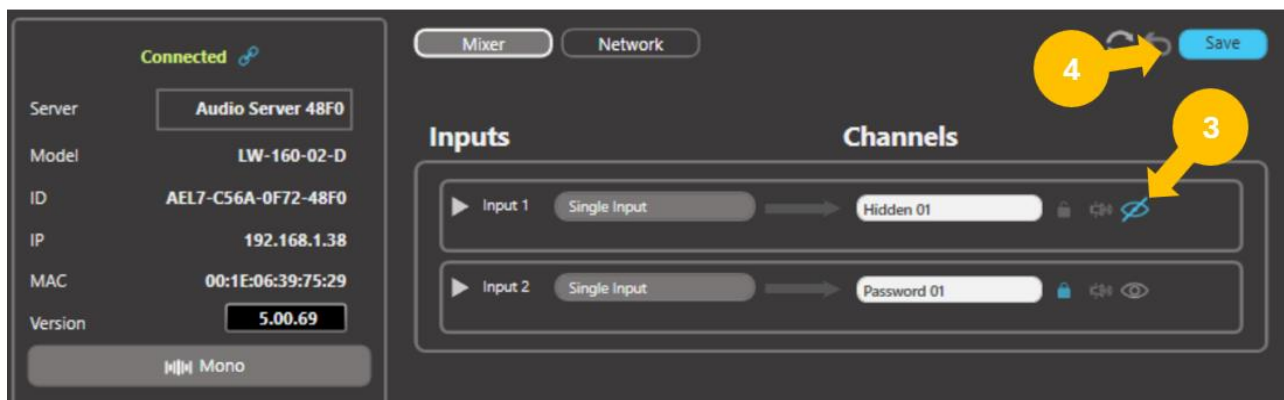 Connected
Server Audio Server 48F0
Model LW-160-02-D
ID AEL7-C56A-0F72-48F0
IP 192.168.1.38
MAC 00:1E:06:39:75:29
Version 5.00.69
Mono
Mixer Network Save
4
3
Inputs Channels
Input 1 Single Input Hidden 01
Input 2 Single Input Password 01